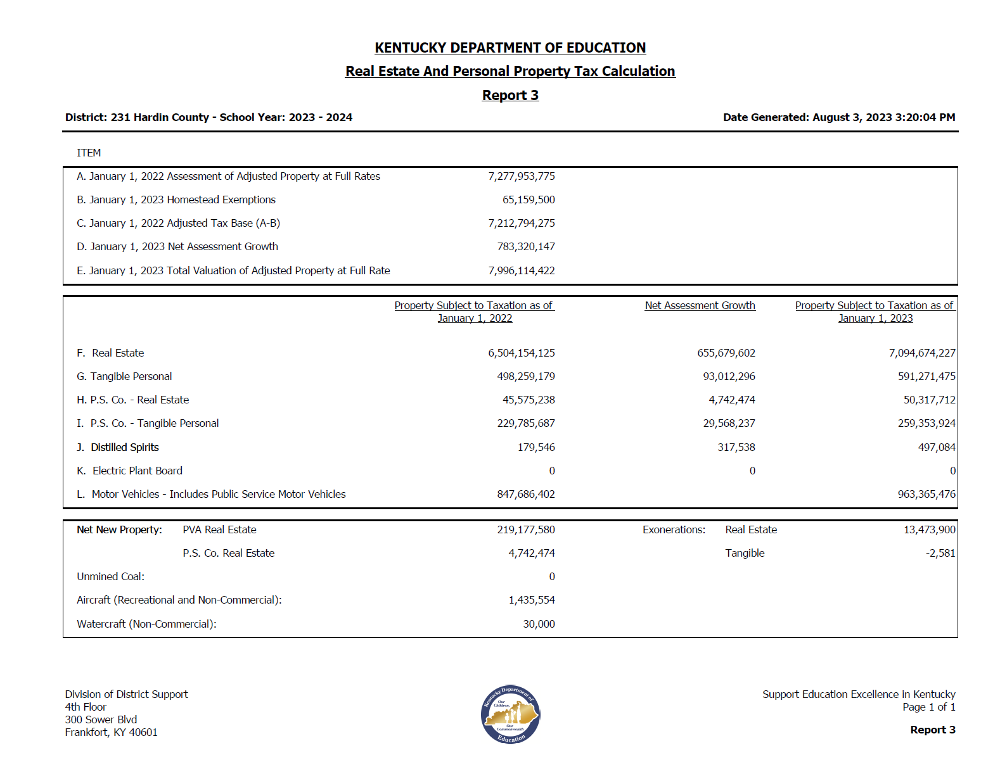 KENTUCKY DEPARTMENT OF EDUCATION
Real Estate And Personal Property Tax Calculation
Report 3
District: 231 Hardin County - School Year: 2023 - 2024 Date Generated: August 3, 2023 3:20:04 PM
ITEM
A. January 1, 2022 Assessment of Adjusted Property at Full Rates 7,277,953,775
B. January 1, 2023 Homestead Exemptions 65,159,500
C. January 1, 2022 Adjusted Tax Base (A-B) 7,212,794,275
D. January 1, 2023 Net Assessment Growth 783,320,147
E. January 1, 2023 Total Valuation of Adjusted Property at Full Rate 7,996,114,422
Property Subject to Taxation as of Net Assessment Growth Property Subject to Taxation as of
January 1, 2022 January 1, 2023
F. Real Estate 6,504,154,125 655,679,602 7,094,674,227
G. Tangible Personal 498,259,179 93,012,296 591,271,475
H. P.S. Co. - Real Estate 45,575,238 4,742,474 50,317,712
I. P.S. Co. - Tangible Personal 229,785,687 29,568,237 259,353,924
J. Distilled Spirits 179,546 317,538 497,084
K. Electric Plant Board 0 0 0
L. Motor Vehicles - Includes Public Service Motor Vehicles 847,686,402 963,365,476
Net New Property: PVA Real Estate 219,177,580 Exonerations: Real Estate 13,473,900
P.S. Co. Real Estate 4,742,474 Tangible -2,581
Unmined Coal: 0
Aircraft (Recreational and Non-Commercial): 1,435,554
Watercraft (Non-Commercial): 30,000
Division of District Support
4th Floor
300 Sower Blvd
Frankfort, KY 40601
Kentucky Department of
Our
Children,
Our
Commonwealth
Education
Support Education Excellence in Kentucky
Page 1 of 1
Report 3